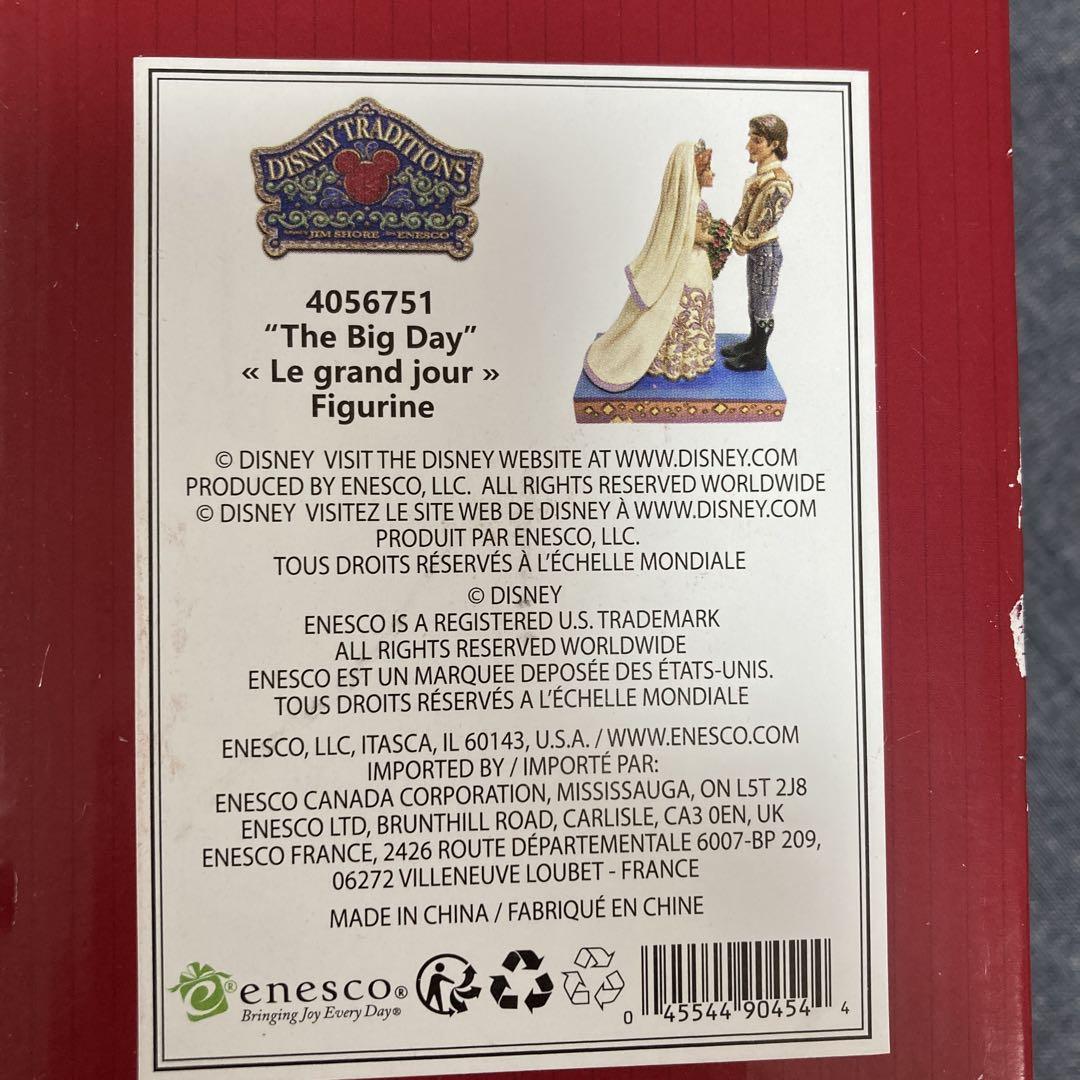 DISNEY TRADITIONS
JIM SHORE ENESCO®
4056751
“The Big Day”
« Le grand jour »
Figurine
© DISNEY VISIT THE DISNEY WEBSITE AT WWW.DISNEY.COM
PRODUCED BY ENESCO, LLC. ALL RIGHTS RESERVED WORLDWIDE
© DISNEY VISITEZ LE SITE WEB DE DISNEY À WWW.DISNEY.COM
PRODUIT PAR ENESCO, LLC.
TOUS DROITS RÉSERVÉS À L’ÉCHELLE MONDIALE
© DISNEY
ENESCO IS A REGISTERED U.S. TRADEMARK
ALL RIGHTS RESERVED WORLDWIDE
ENESCO EST UN MARQUEE DEPOSÉE DES ÉTATS-UNIS.
TOUS DROITS RÉSERVÉS A L’ÉCHELLE MONDIALE
ENESCO, LLC, ITASCA, IL 60143, U.S.A. / WWW.ENESCO.COM
IMPORTED BY / IMPORTÉ PAR:
ENESCO CANADA CORPORATION, MISSISSAUGA, ON L5T 2J8
ENESCO LTD, BRUNTHILL ROAD, CARLISLE, CA3 0EN, UK
ENESCO FRANCE, 2426 ROUTE DÉPARTEMENTALE 6007-BP 209,
06272 VILLENEUVE LOUBET - FRANCE
MADE IN CHINA / FABRIQUÉ EN CHINE
enesco®
Bringing Joy Every Day®
0 45544 90454 4